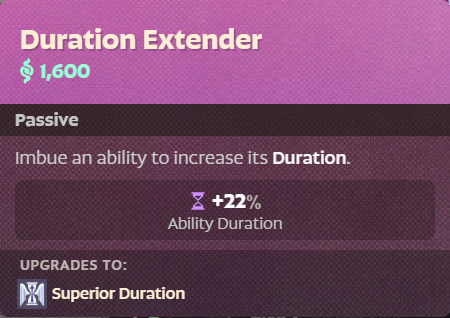 Duration Extender
1,600
Passive
Imbue an ability to increase its Duration.
+22%
Ability Duration
UPGRADES TO:
Superior Duration